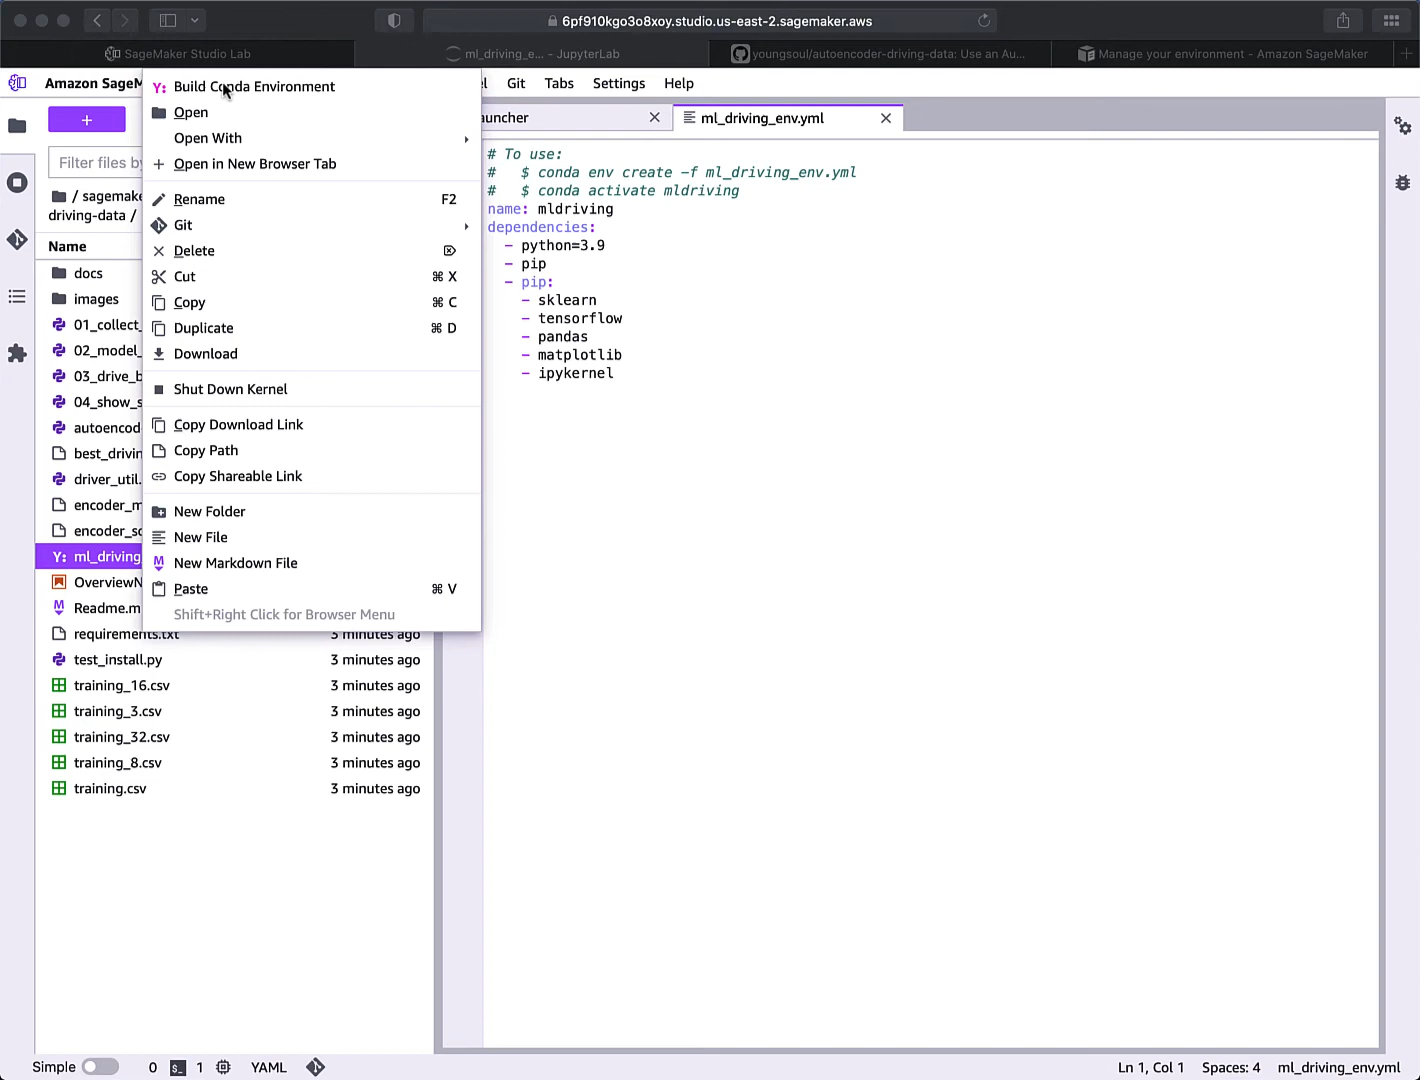 6pf910kgo3o8xoy.studio.us-east-2.sagemaker.aws
SageMaker Studio Lab
ml_driving_e... - JupyterLab
youngsoul/autoencoder-driving-data: Use an Au...
Manage your environment - Amazon SageMaker
Amazon SageM
el
Git
Tabs
Settings
Help
+
Filter files by
/ sagemake
driving-data /
Name
docs
images
01_collect_
02_model_
03_drive_b
04_show_s
autoencod
best_drivin
driver_util.
encoder_m
encoder_sc
Y: ml_driving_
OverviewN
Readme.m
requirements.txt 3 minutes ago
test_install.py 3 minutes ago
training_16.csv 3 minutes ago
training_3.csv 3 minutes ago
training_32.csv 3 minutes ago
training_8.csv 3 minutes ago
training.csv 3 minutes ago
Y: Build Conda Environment
Open
Open With
Open in New Browser Tab
Rename F2
Git
Delete
Cut ⌘ X
Copy ⌘ C
Duplicate ⌘ D
Download
Shut Down Kernel
Copy Download Link
Copy Path
Copy Shareable Link
New Folder
New File
New Markdown File
Paste ⌘ V
Shift+Right Click for Browser Menu
auncher
ml_driving_env.yml
# To use:
#   $ conda env create -f ml_driving_env.yml
#   $ conda activate mldriving
name: mldriving
dependencies:
  - python=3.9
  - pip
  - pip:
    - sklearn
    - tensorflow
    - pandas
    - matplotlib
    - ipykernel
Simple
0
$_
1
YAML
Ln 1, Col 1
Spaces: 4
ml_driving_env.yml